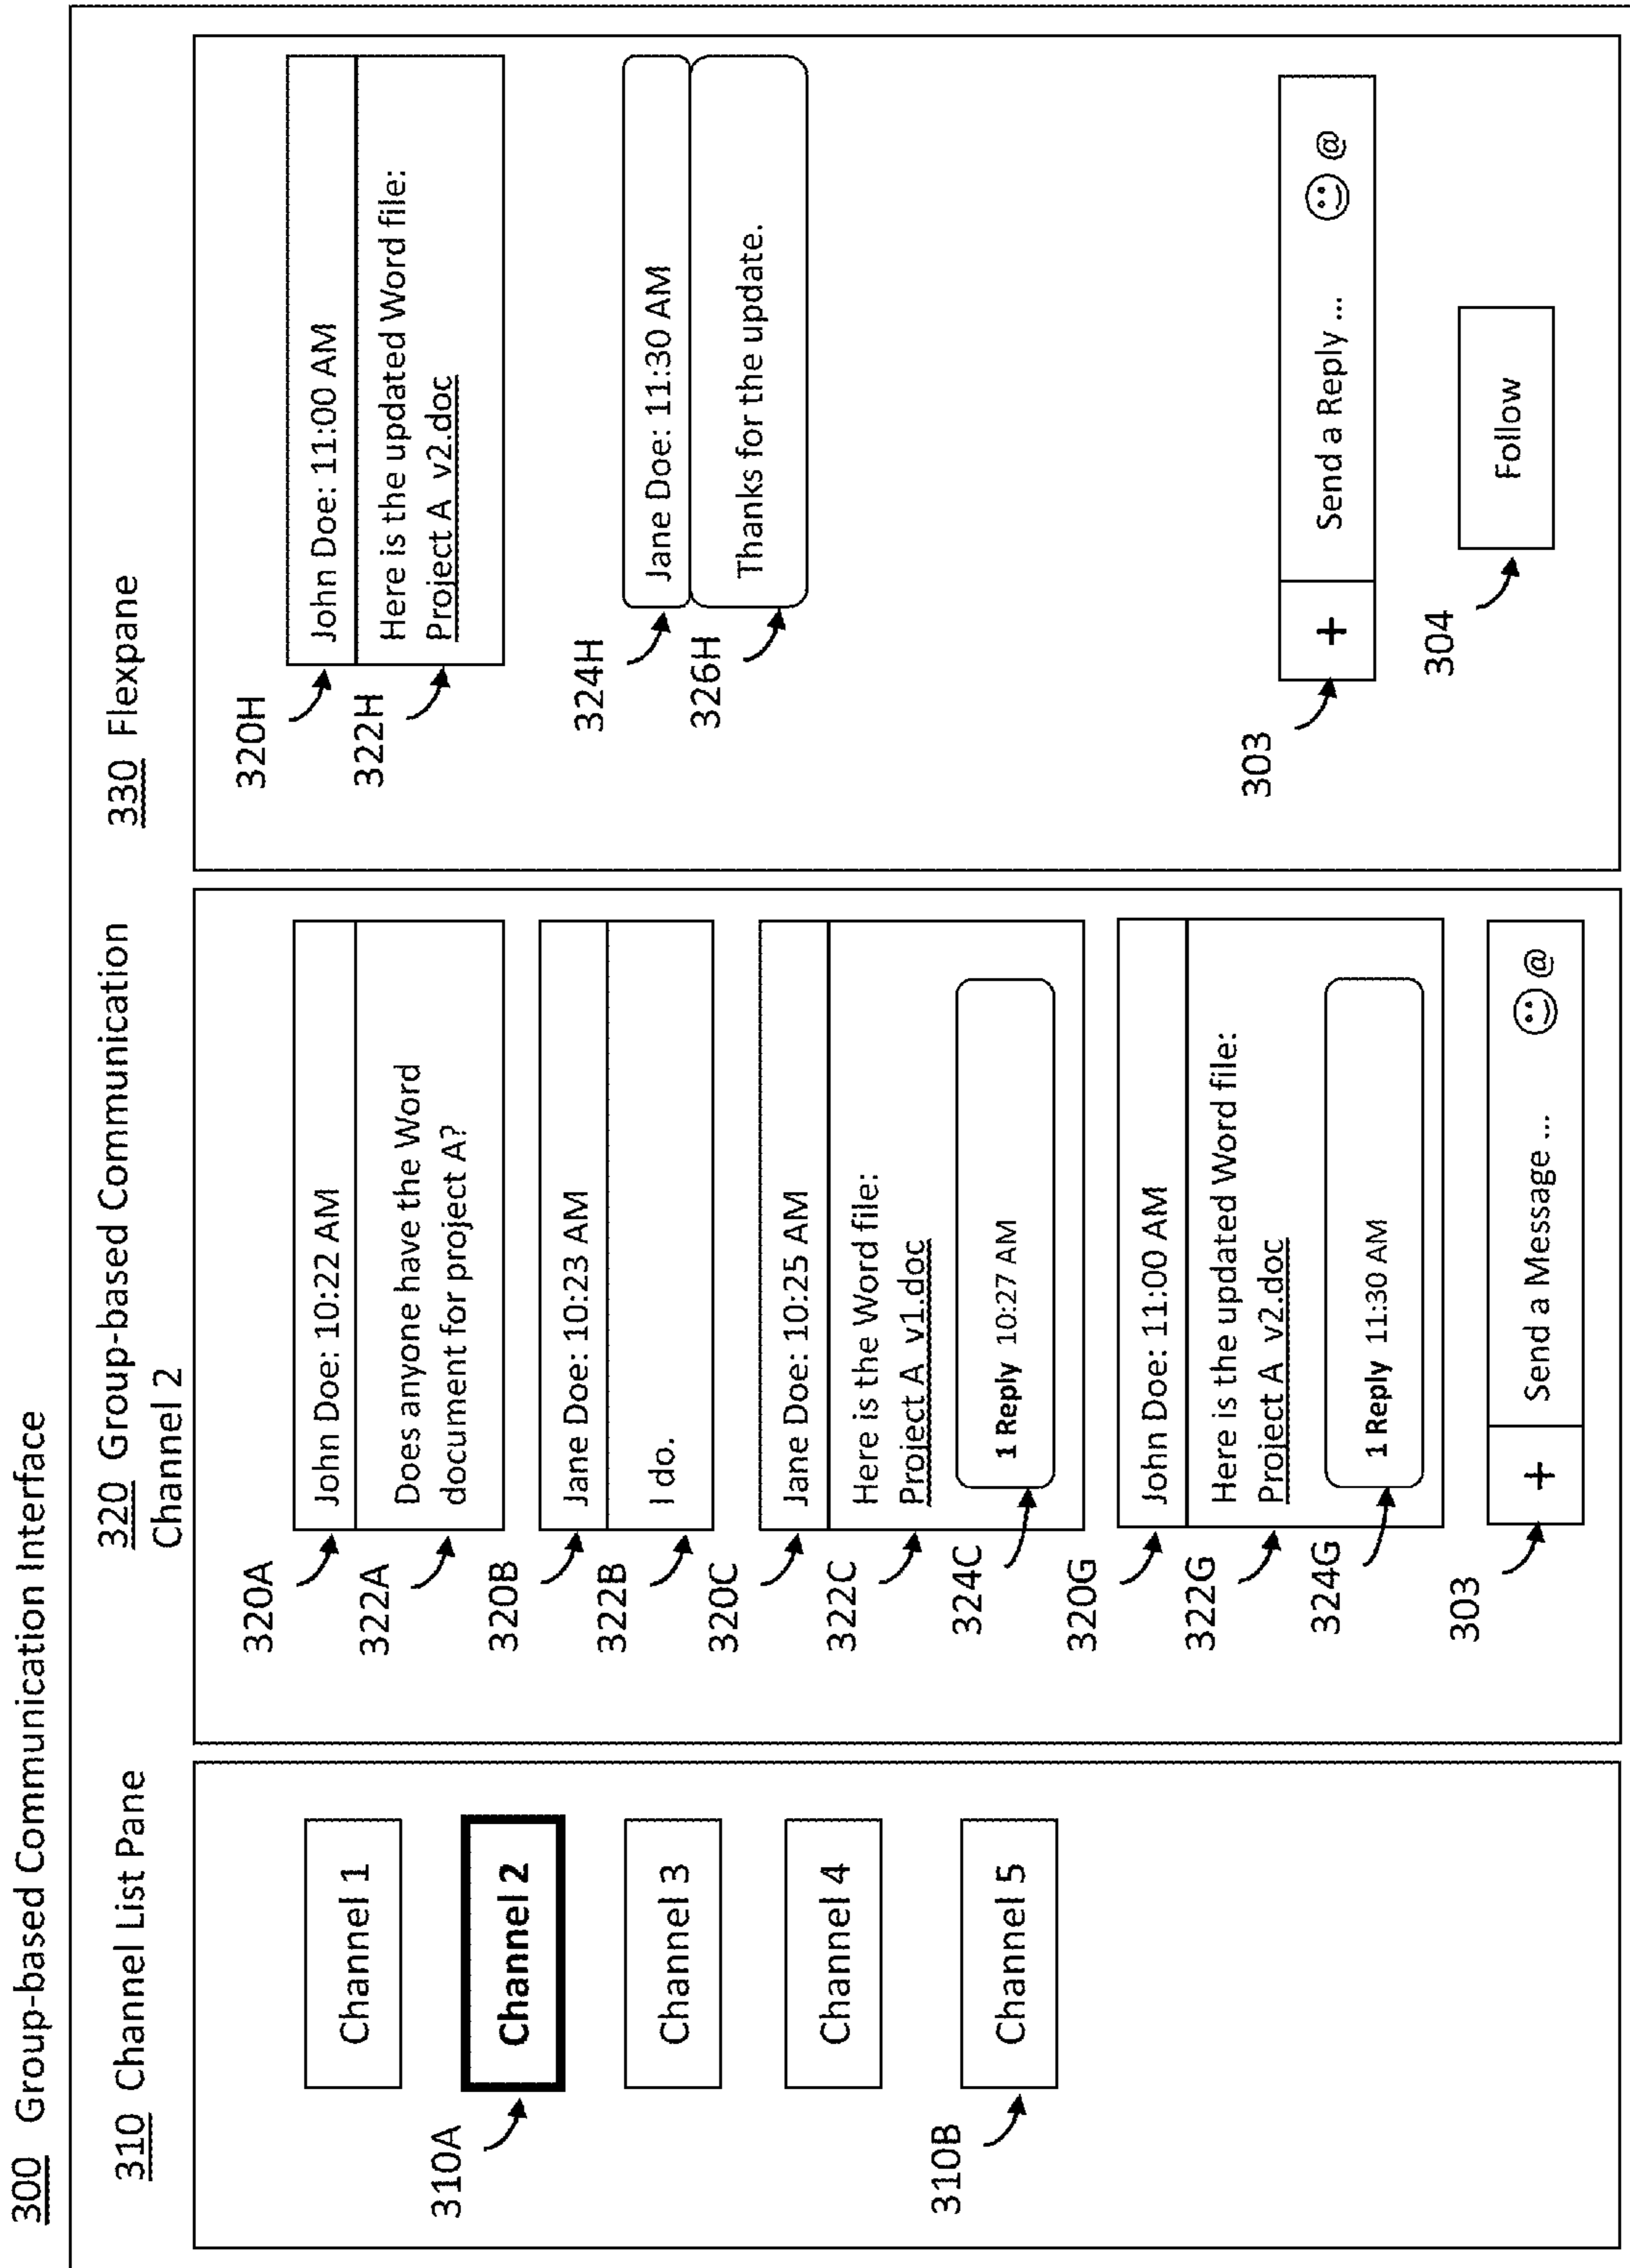 300 Group-based Communication Interface
310 Channel List Pane
Channel 1
310A
Channel 2
Channel 3
Channel 4
310B
Channel 5
320 Group-based Communication
Channel 2
320A
John Doe: 10:22 AM
322A
Does anyone have the Word
document for project A?
320B
Jane Doe: 10:23 AM
322B
I do.
320C
Jane Doe: 10:25 AM
322C
Here is the Word file:
Project A v1.doc
324C
1 Reply 10:27 AM
320G
John Doe: 11:00 AM
322G
Here is the updated Word file:
Project A v2.doc
324G
1 Reply 11:30 AM
303
+ Send a Message ... @
330 Flexpane
320H
John Doe: 11:00 AM
322H
Here is the updated Word file:
Project A v2.doc
324H
Jane Doe: 11:30 AM
326H
Thanks for the update.
303
+ Send a Reply ... @
304
Follow